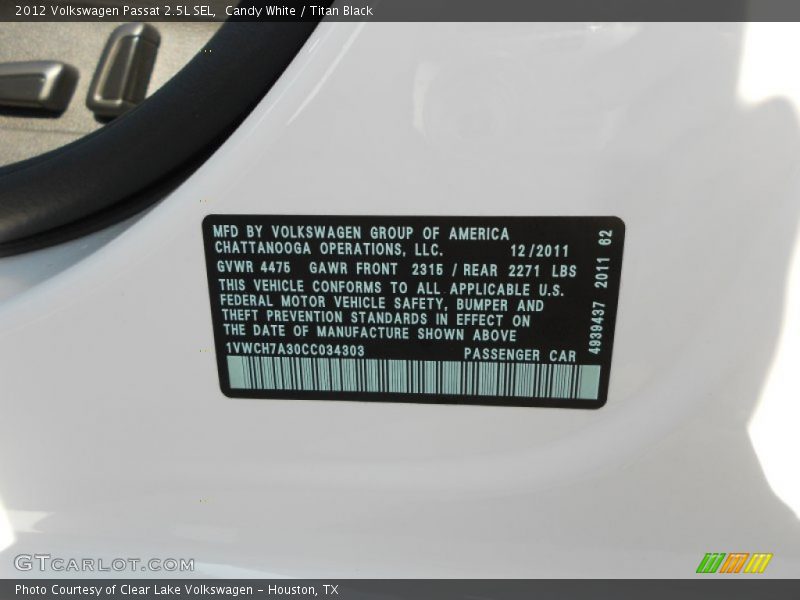 2012 Volkswagen Passat 2.5L SEL, Candy White / Titan Black
MFD BY VOLKSWAGEN GROUP OF AMERICA
CHATTANOOGA OPERATIONS, LLC. 12/2011
GVWR 4475 GAWR FRONT 2315 / REAR 2271 LBS
THIS VEHICLE CONFORMS TO ALL APPLICABLE U.S.
FEDERAL MOTOR VEHICLE SAFETY, BUMPER AND
THEFT PREVENTION STANDARDS IN EFFECT ON
THE DATE OF MANUFACTURE SHOWN ABOVE
1VWCH7A30CC034303 PASSENGER CAR
4939437 2011 62
GTCARLOT.COM
Photo Courtesy of Clear Lake Volkswagen - Houston, TX